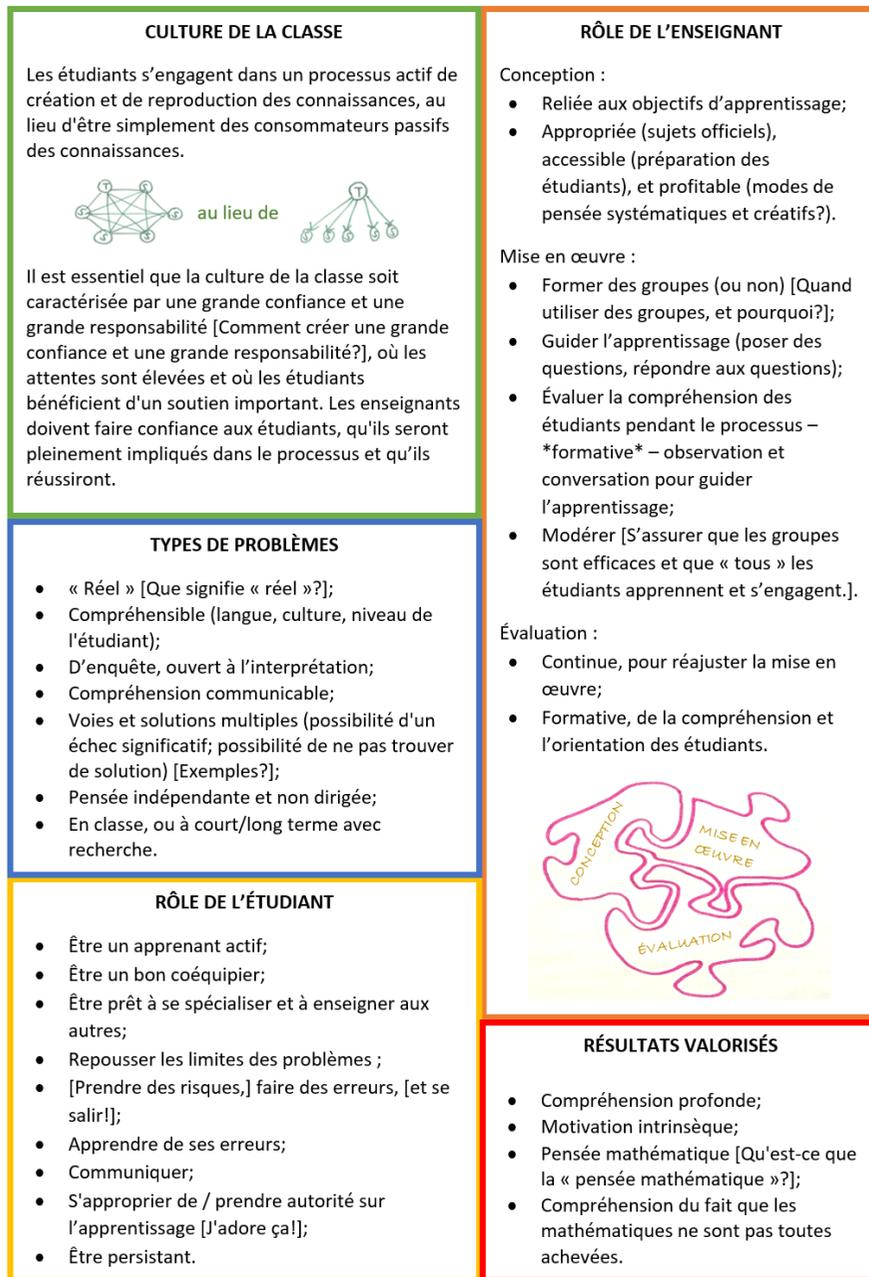 CULTURE DE LA CLASSE
Les étudiants s’engagent dans un processus actif de
création et de reproduction des connaissances, au
lieu d'être simplement des consommateurs passifs
des connaissances.
T S
S S
S S
au lieu de
T
S S S S S
Il est essentiel que la culture de la classe soit
caractérisée par une grande confiance et une
grande responsabilité [Comment créer une grande
confiance et une grande responsabilité?], où les
attentes sont élevées et où les étudiants
bénéficient d'un soutien important. Les enseignants
doivent faire confiance aux étudiants, qu'ils seront
pleinement impliqués dans le processus et qu’ils
réussiront.
TYPES DE PROBLÈMES
• « Réel » [Que signifie « réel »?];
• Compréhensible (langue, culture, niveau de
l'étudiant);
• D’enquête, ouvert à l’interprétation;
• Compréhension communicable;
• Voies et solutions multiples (possibilité d'un
échec significatif; possibilité de ne pas trouver
de solution) [Exemples?];
• Pensée indépendante et non dirigée;
• En classe, ou à court/long terme avec
recherche.
RÔLE DE L’ÉTUDIANT
• Être un apprenant actif;
• Être un bon coéquipier;
• Être prêt à se spécialiser et à enseigner aux
autres;
• Repousser les limites des problèmes ;
• [Prendre des risques,] faire des erreurs, [et se
salir!];
• Apprendre de ses erreurs;
• Communiquer;
• S'approprier de / prendre autorité sur
l’apprentissage [J'adore ça!];
• Être persistant.
RÔLE DE L’ENSEIGNANT
Conception :
• Reliée aux objectifs d’apprentissage;
• Appropriée (sujets officiels),
accessible (préparation des
étudiants), et profitable (modes de
pensée systématiques et créatifs?).
Mise en œuvre :
• Former des groupes (ou non) [Quand
utiliser des groupes, et pourquoi?];
• Guider l’apprentissage (poser des
questions, répondre aux questions);
• Évaluer la compréhension des
étudiants pendant le processus –
*formative* – observation et
conversation pour guider
l’apprentissage;
• Modérer [S’assurer que les groupes
sont efficaces et que « tous » les
étudiants apprennent et s’engagent.].
Évaluation :
• Continue, pour réajuster la mise en
œuvre;
• Formative, de la compréhension et
l’orientation des étudiants.
CONCEPTION
MISE EN
ŒUVRE
ÉVALUATION
RÉSULTATS VALORISÉS
• Compréhension profonde;
• Motivation intrinsèque;
• Pensée mathématique [Qu'est-ce que
la « pensée mathématique »?];
• Compréhension du fait que les
mathématiques ne sont pas toutes
achevées.